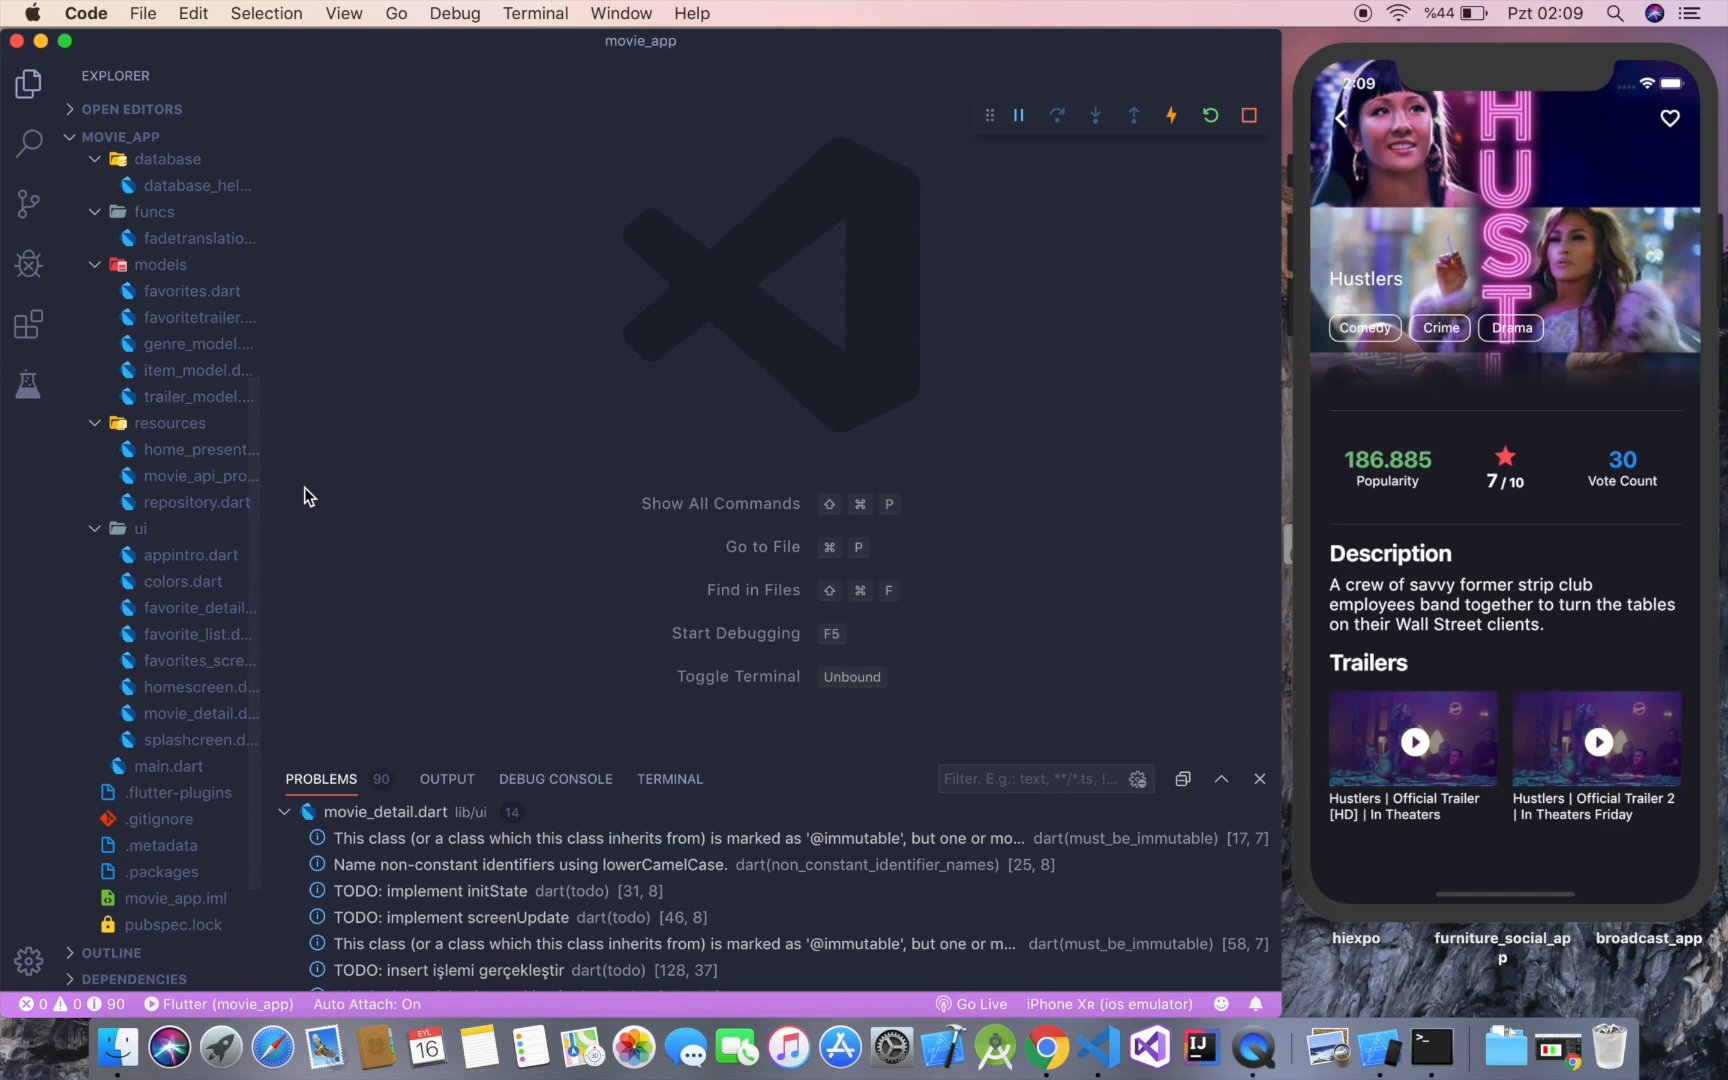 Code File Edit Selection View Go Debug Terminal Window Help
%44 Pzt 02:09
movie_app
EXPLORER
OPEN EDITORS
MOVIE_APP
database
database_hel...
funcs
fadetranslatio...
models
favorites.dart
favoritetrailer....
genre_model....
item_model.d...
trailer_model....
resources
home_present...
movie_api_pro...
repository.dart
ui
appintro.dart
colors.dart
favorite_detail...
favorite_list.d...
favorites_scre...
homescreen.d...
movie_detail.d...
splashcreen.d...
main.dart
.flutter-plugins
.gitignore
.metadata
.packages
movie_app.iml
pubspec.lock
OUTLINE
DEPENDENCIES
Show All Commands ⇧ ⌘ P
Go to File ⌘ P
Find in Files ⇧ ⌘ F
Start Debugging F5
Toggle Terminal Unbound
PROBLEMS 90 OUTPUT DEBUG CONSOLE TERMINAL
Filter. E.g.: text, **/*.ts, !...
movie_detail.dart lib/ui 14
This class (or a class which this class inherits from) is marked as '@immutable', but one or mo... dart(must_be_immutable) [17, 7]
Name non-constant identifiers using lowerCamelCase. dart(non_constant_identifier_names) [25, 8]
TODO: implement initState dart(todo) [31, 8]
TODO: implement screenUpdate dart(todo) [46, 8]
This class (or a class which this class inherits from) is marked as '@immutable', but one or m... dart(must_be_immutable) [58, 7]
TODO: insert işlemi gerçekleştir dart(todo) [128, 37]
0 0 90 Flutter (movie_app) Auto Attach: On
Go Live iPhone XR (ios emulator)
2:09
HUST
Hustlers
Comedy Crime Drama
186.885
Popularity
7 / 10
30
Vote Count
Description
A crew of savvy former strip club
employees band together to turn the tables
on their Wall Street clients.
Trailers
Hustlers | Official Trailer
[HD] | In Theaters
Hustlers | Official Trailer 2
| In Theaters Friday
hiexpo
furniture_social_ap
p
broadcast_app
EYL
16
IJ